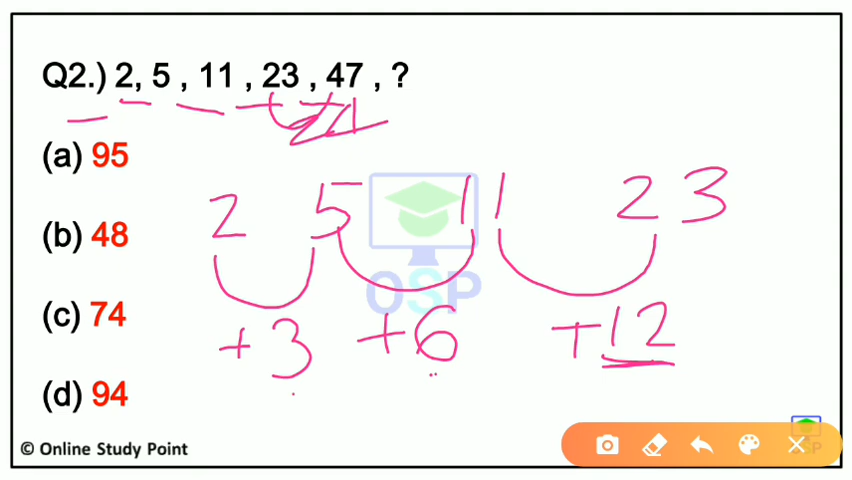 Q2.) 2, 5 , 11 , 23 , 47 , ?
24
(a) 95
2 5 11 23
(b) 48
OSP
(c) 74
+3 +6 +12
(d) 94
© Online Study Point